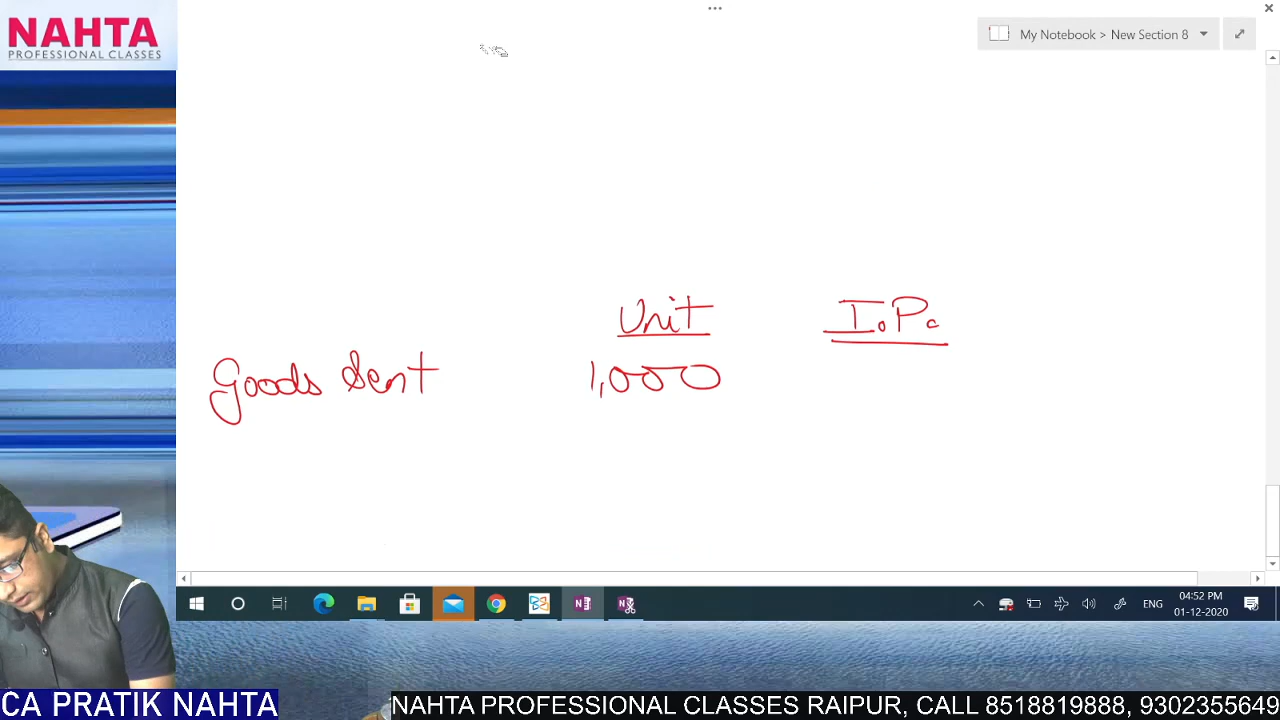 NAHTA
PROFESSIONAL CLASSES
My Notebook > New Section 8
Unit I.P.
Goods Sent 1,000
ENG
04:52 PM
01-12-2020
CA PRATIK NAHTA
NAHTA PROFESSIONAL CLASSES RAIPUR, CALL 8518819888, 9302355649